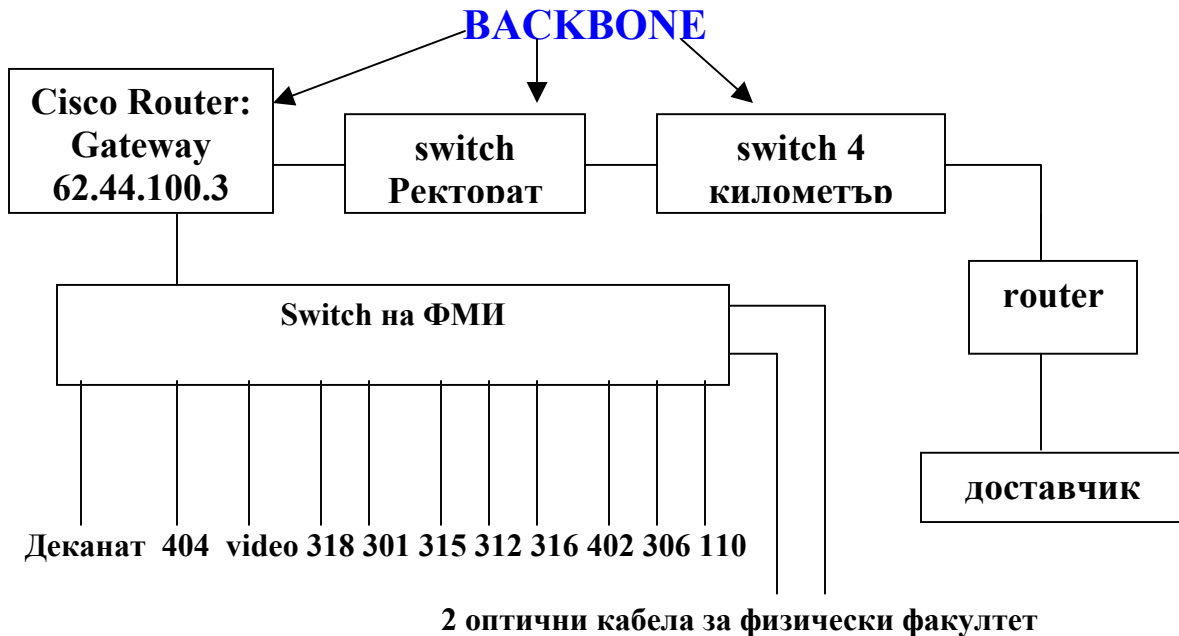 BACKBONE
Cisco Router:
Gateway
62.44.100.3
switch
Ректорат
switch 4
километър
router
Switch на ФМИ
доставчик
Деканат 404 video 318 301 315 312 316 402 306 110
2 оптични кабела за физически факултет